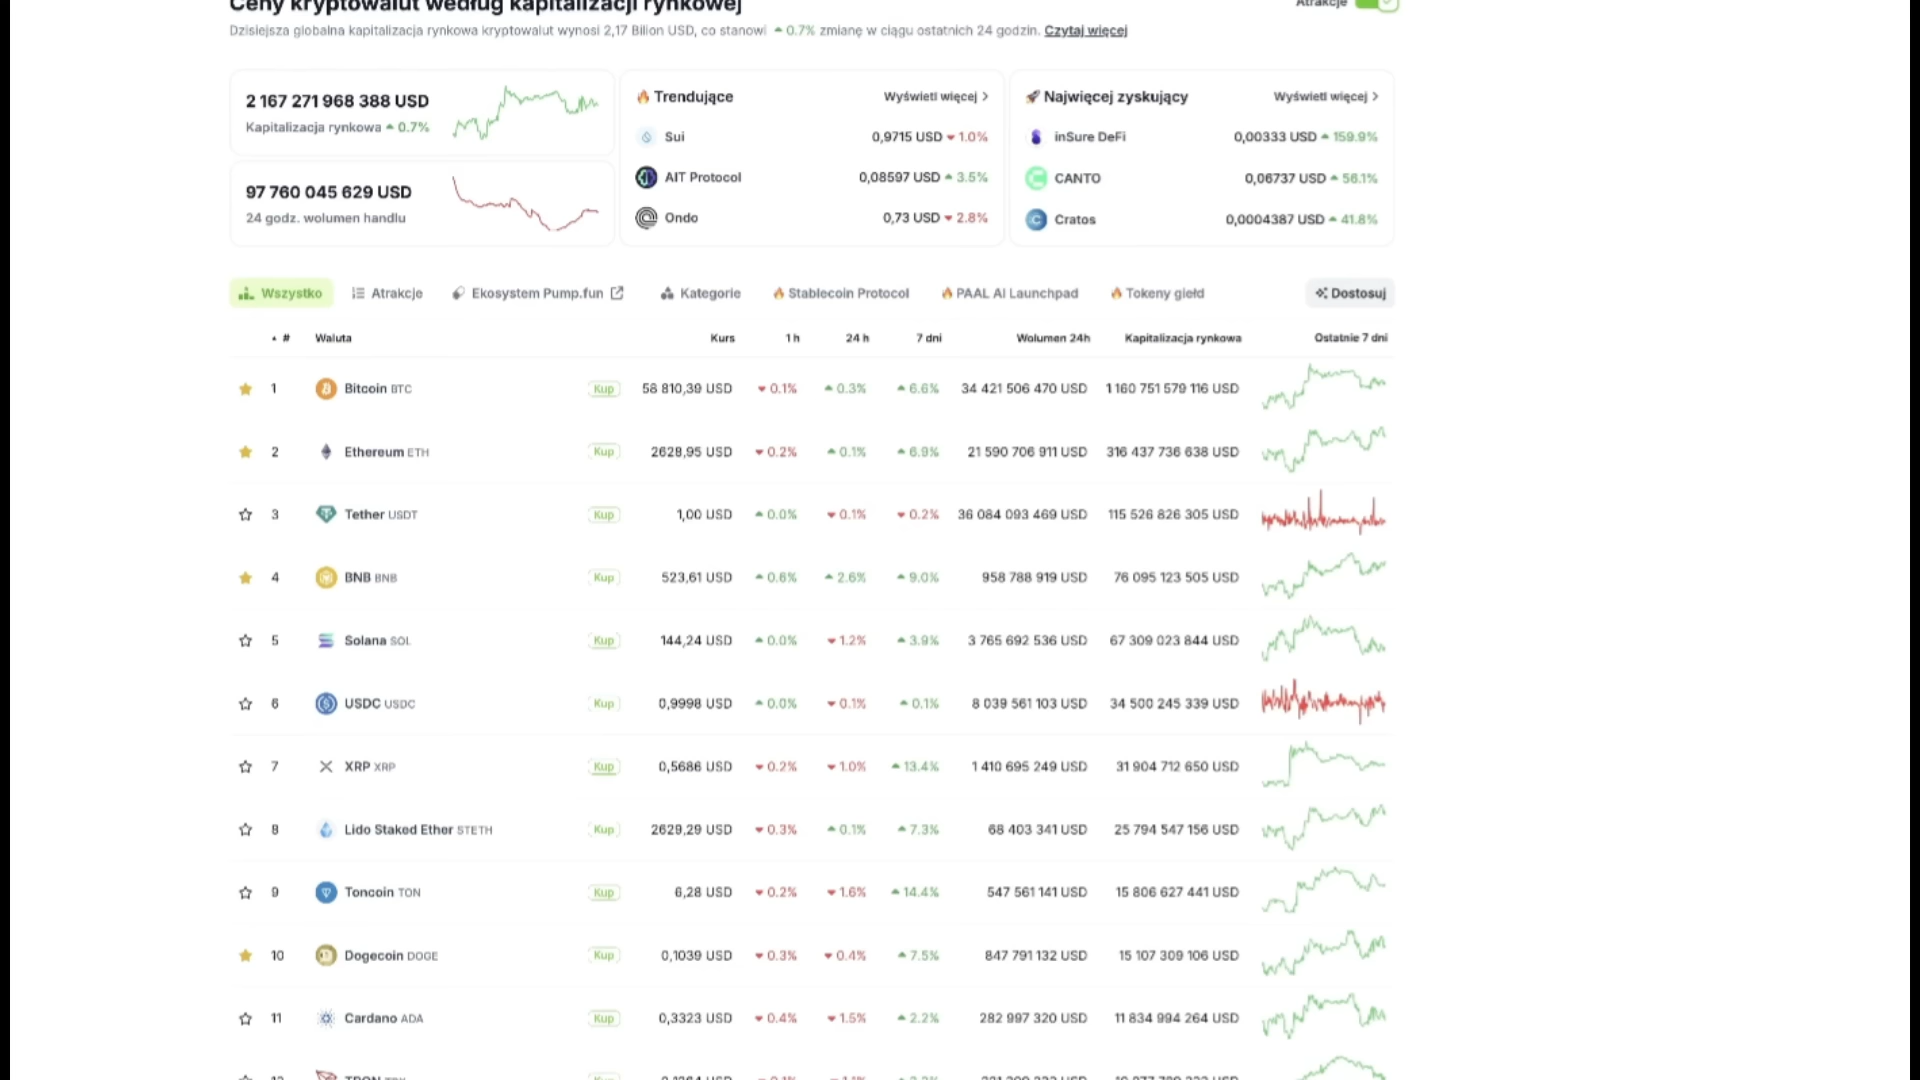 Ceny kryptowalut według kapitalizacji rynkowej
Atrakcje
Dzisiejsza globalna kapitalizacja rynkowa kryptowalut wynosi 2,17 Bilion USD, co stanowi 0.7% zmianę w ciągu ostatnich 24 godzin. Czytaj więcej
2 167 271 968 388 USD
Kapitalizacja rynkowa 0.7%
97 760 045 629 USD
24 godz. wolumen handlu
Trendujące Wyświetl więcej
Sui 0,9715 USD 1.0%
AIT Protocol 0,08597 USD 3.5%
Ondo 0,73 USD 2.8%
Najwięcej zyskujący Wyświetl więcej
inSure DeFi 0,00333 USD 159.9%
CANTO 0,06737 USD 56.1%
Cratos 0,0004387 USD 41.8%
Wszystko Atrakcje Ekosystem Pump.fun Kategorie Stablecoin Protocol PAAL AI Launchpad Tokeny giełd Dostosuj
# Waluta Kurs 1 h 24 h 7 dni Wolumen 24h Kapitalizacja rynkowa Ostatnie 7 dni
1 Bitcoin BTC Kup 58 810,39 USD 0.1% 0.3% 6.6% 34 421 506 470 USD 1 160 751 579 116 USD
2 Ethereum ETH Kup 2628,95 USD 0.2% 0.1% 6.9% 21 590 706 911 USD 316 437 736 638 USD
3 Tether USDT Kup 1,00 USD 0.0% 0.1% 0.2% 36 084 093 469 USD 115 526 826 305 USD
4 BNB BNB Kup 523,61 USD 0.6% 2.6% 9.0% 958 788 919 USD 76 095 123 505 USD
5 Solana SOL Kup 144,24 USD 0.0% 1.2% 3.9% 3 765 692 536 USD 67 309 023 844 USD
6 USDC USDC Kup 0,9998 USD 0.0% 0.1% 0.1% 8 039 561 103 USD 34 500 245 339 USD
7 XRP XRP Kup 0,5686 USD 0.2% 1.0% 13.4% 1 410 695 249 USD 31 904 712 650 USD
8 Lido Staked Ether STETH Kup 2629,29 USD 0.3% 0.1% 7.3% 68 403 341 USD 25 794 547 156 USD
9 Toncoin TON Kup 6,28 USD 0.2% 1.6% 14.4% 547 561 141 USD 15 806 627 441 USD
10 Dogecoin DOGE Kup 0,1039 USD 0.3% 0.4% 7.5% 847 791 132 USD 15 107 309 106 USD
11 Cardano ADA Kup 0,3323 USD 0.4% 1.5% 2.2% 282 997 320 USD 11 834 994 264 USD